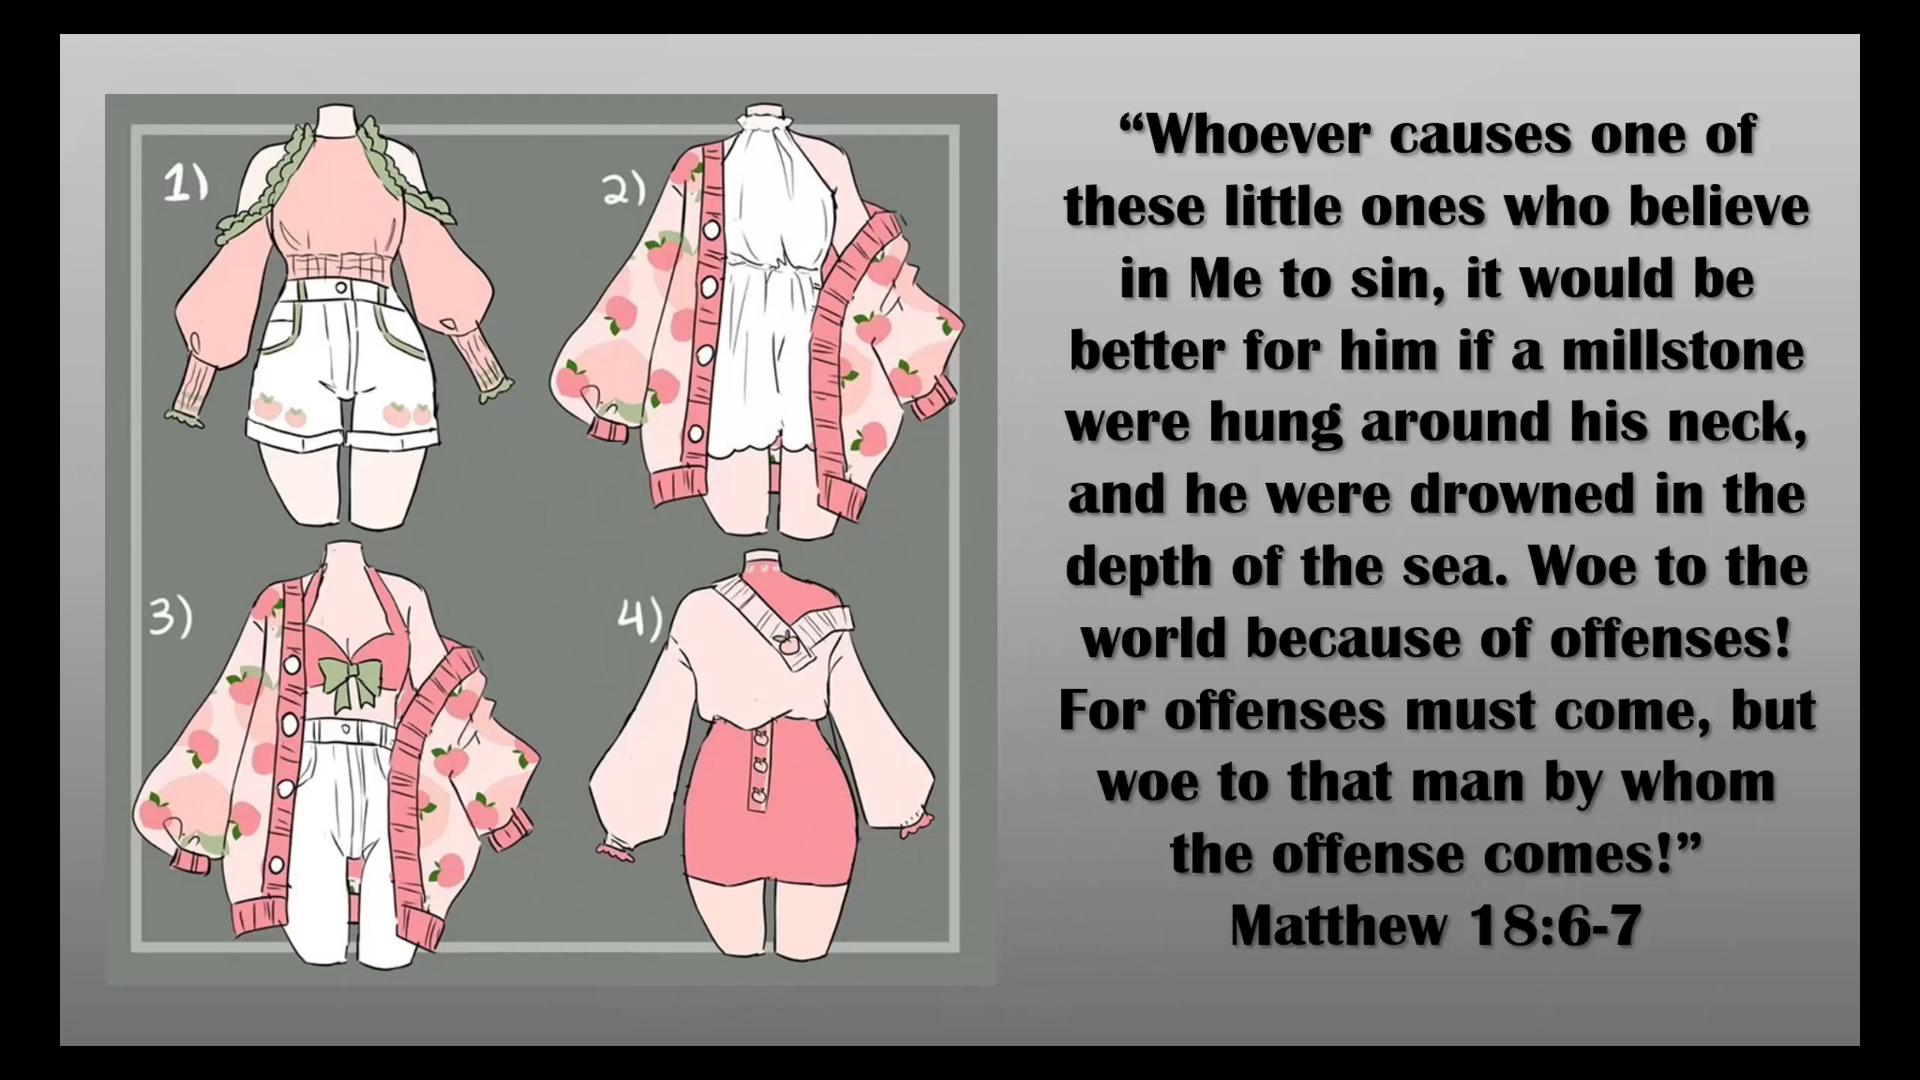 1)
2)
3)
4)
“Whoever causes one of
these little ones who believe
in Me to sin, it would be
better for him if a millstone
were hung around his neck,
and he were drowned in the
depth of the sea. Woe to the
world because of offenses!
For offenses must come, but
woe to that man by whom
the offense comes!”
Matthew 18:6-7